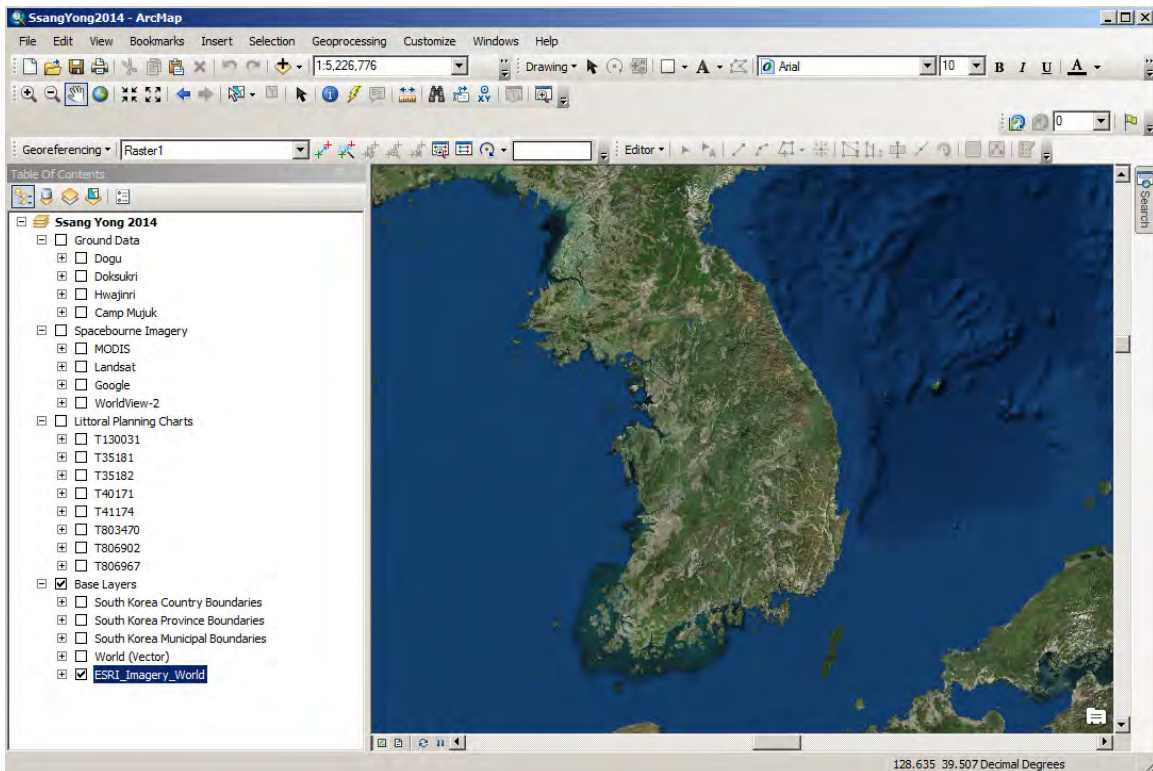 SsangYong2014 - ArcMap
File Edit View Bookmarks Insert Selection Geoprocessing Customize Windows Help
1:5,226,776 Drawing A Arial 10 B I U A
XY
0
Georeferencing Raster1 Editor
Table Of Contents
Search
Ssang Yong 2014
Ground Data
Dogu
Doksukri
Hwajinri
Camp Mujuk
Spacebourne Imagery
MODIS
Landsat
Google
WorldView-2
Littoral Planning Charts
T130031
T35181
T35182
T40171
T41174
T803470
T806902
T806967
Base Layers
South Korea Country Boundaries
South Korea Province Boundaries
South Korea Municipal Boundaries
World (Vector)
ESRI_Imagery_World
128.635 39.507 Decimal Degrees